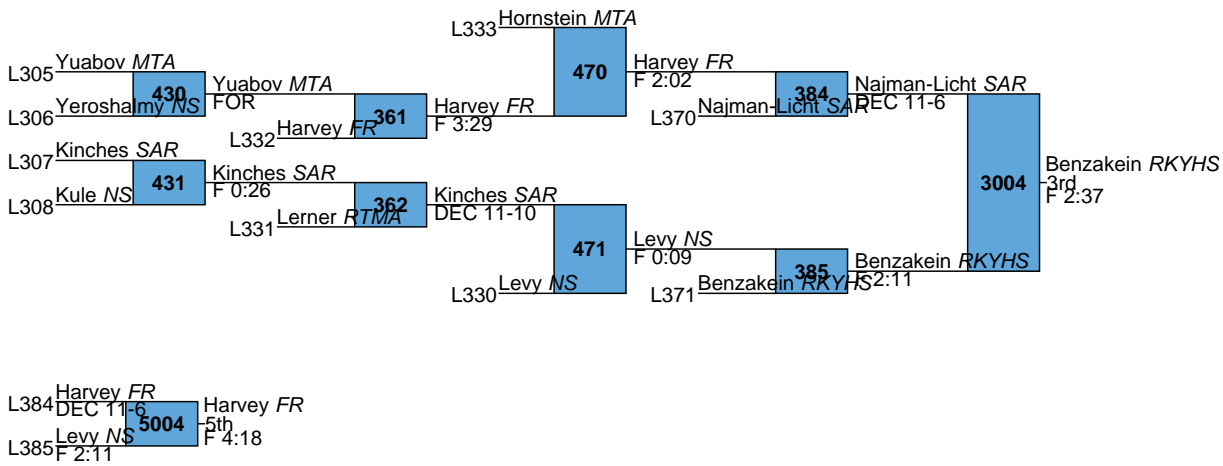 L333 Hornstein MTA
L305 Yuabov MTA
430
Yuabov MTA
FOR
L306 Yeroshalmy NS
470
Harvey FR
F 2:02
361
Harvey FR
F 3:29
L332 Harvey FR
384
L370 Najman-Licht SAR
Najman-Licht SAR
DEC 11-6
L307 Kinches SAR
431
Kinches SAR
F 0:26
L308 Kule NS
362
Kinches SAR
DEC 11-10
L331 Lerner RTMA
3004
Benzakein RKYHS
3rd
F 2:37
471
Levy NS
F 0:09
L330 Levy NS
385
L371 Benzakein RKYHS
Benzakein RKYHS
F 2:11
L384 Harvey FR
DEC 11-6
5004
Harvey FR
5th
F 4:18
L385 Levy NS
F 2:11